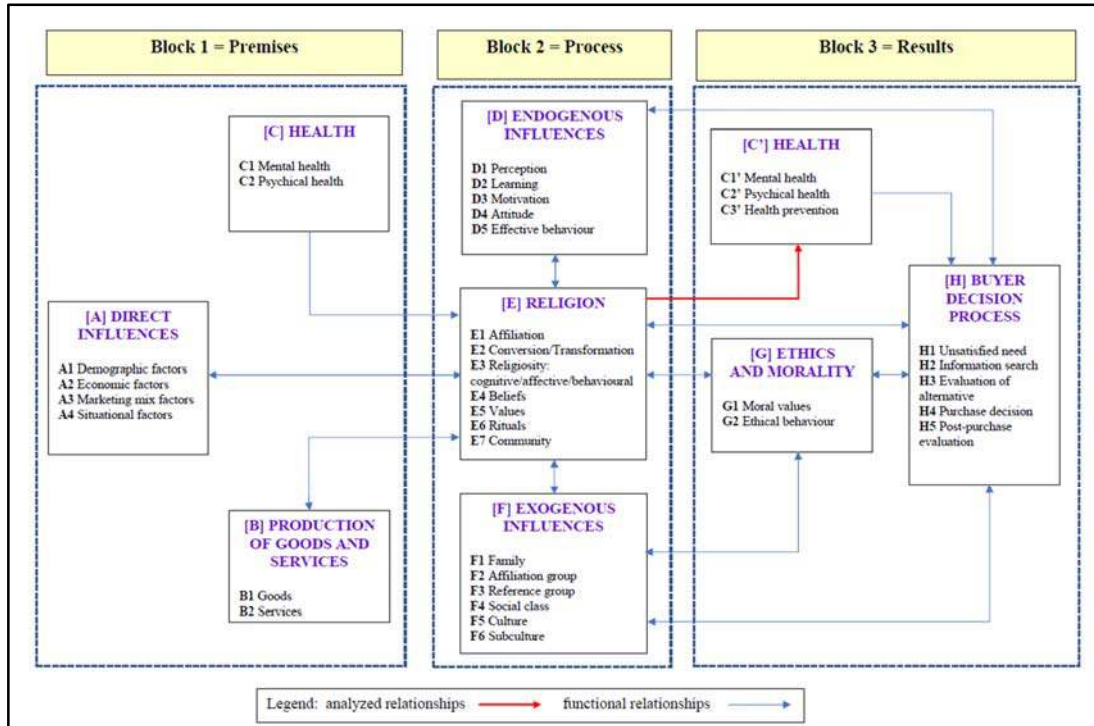 Block 1 = Premises
Block 2 = Process
Block 3 = Results
[C] HEALTH
C1 Mental health
C2 Psychical health
[A] DIRECT
INFLUENCES
A1 Demographic factors
A2 Economic factors
A3 Marketing mix factors
A4 Situational factors
[B] PRODUCTION
OF GOODS AND
SERVICES
B1 Goods
B2 Services
[D] ENDOGENOUS
INFLUENCES
D1 Perception
D2 Learning
D3 Motivation
D4 Attitude
D5 Effective behaviour
[E] RELIGION
E1 Affiliation
E2 Conversion/Transformation
E3 Religiosity:
cognitive/affective/behavioural
E4 Beliefs
E5 Values
E6 Rituals
E7 Community
[F] EXOGENOUS
INFLUENCES
F1 Family
F2 Affiliation group
F3 Reference group
F4 Social class
F5 Culture
F6 Subculture
[C’] HEALTH
C1’ Mental health
C2’ Psychical health
C3’ Health prevention
[G] ETHICS
AND MORALITY
G1 Moral values
G2 Ethical behaviour
[H] BUYER
DECISION
PROCESS
H1 Unsatisfied need
H2 Information search
H3 Evaluation of
alternative
H4 Purchase decision
H5 Post-purchase
evaluation
Legend: analyzed relationships functional relationships